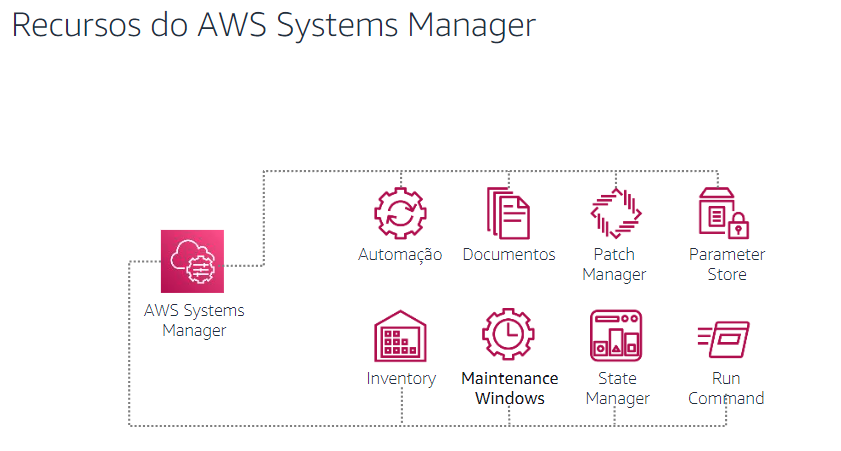 Recursos do AWS Systems Manager
Automação
Documentos
Patch
Manager
Parameter
Store
AWS Systems
Manager
Inventory
Maintenance
Windows
State
Manager
Run
Command